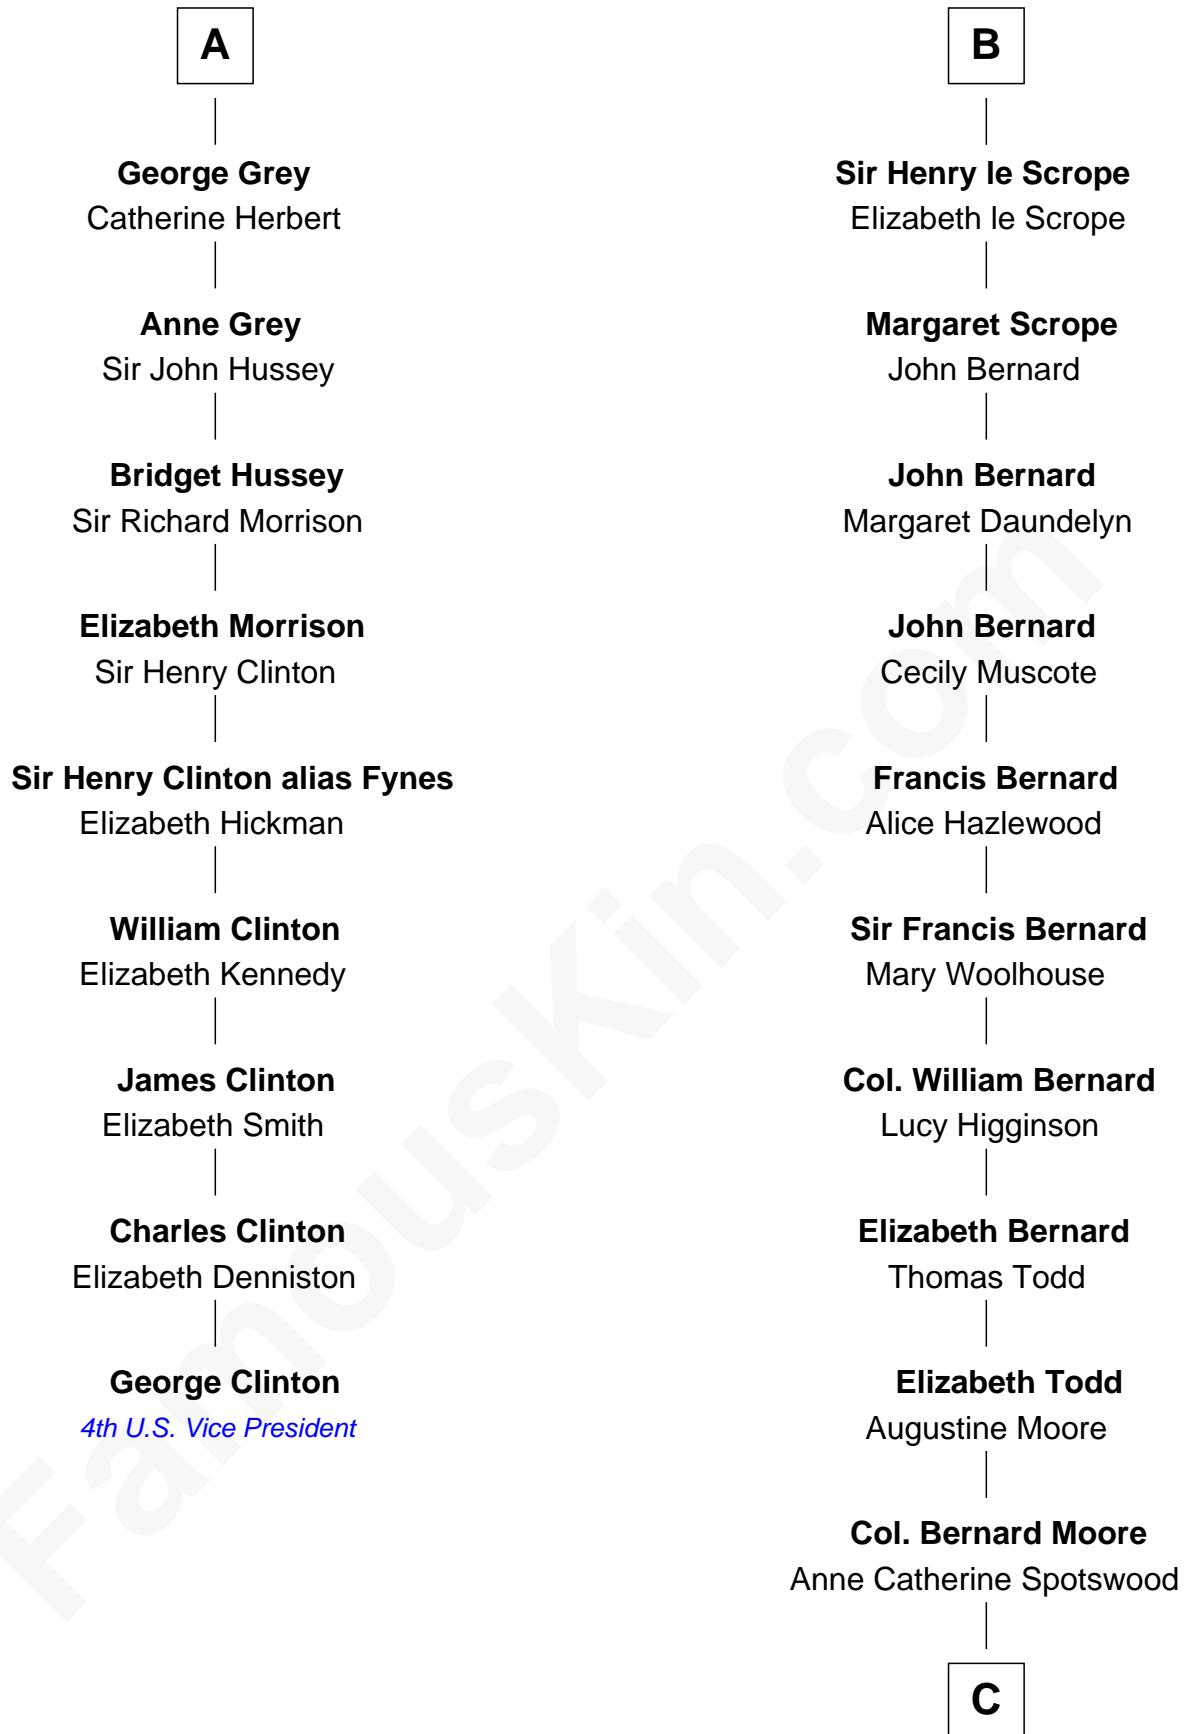 A
George Grey
Catherine Herbert
Anne Grey
Sir John Hussey
Bridget Hussey
Sir Richard Morrison
Elizabeth Morrison
Sir Henry Clinton
Sir Henry Clinton alias Fynes
Elizabeth Hickman
William Clinton
Elizabeth Kennedy
James Clinton
Elizabeth Smith
Charles Clinton
Elizabeth Denniston
George Clinton
4th U.S. Vice President
B
Sir Henry le Scrope
Elizabeth le Scrope
Margaret Scrope
John Bernard
John Bernard
Margaret Daundelyn
John Bernard
Cecily Muscote
Francis Bernard
Alice Hazlewood
Sir Francis Bernard
Mary Woolhouse
Col. William Bernard
Lucy Higginson
Elizabeth Bernard
Thomas Todd
Elizabeth Todd
Augustine Moore
Col. Bernard Moore
Anne Catherine Spotswood
C
FamousKin.com